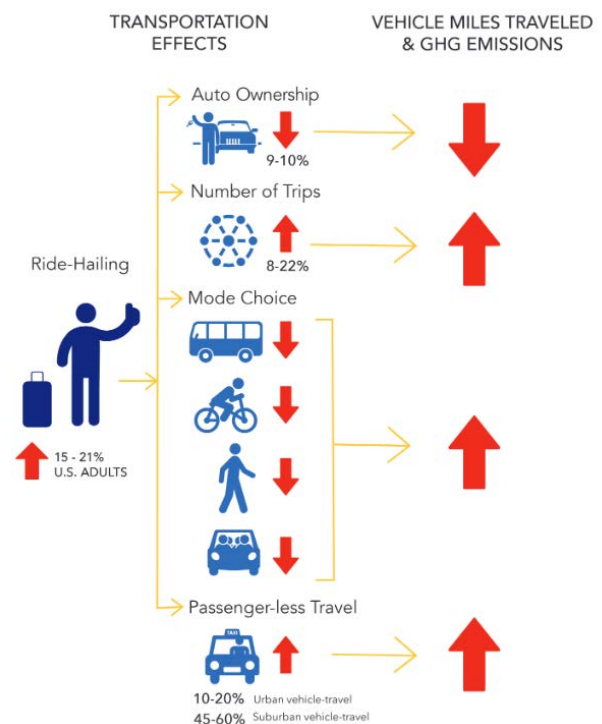 TRANSPORTATION
EFFECTS
VEHICLE MILES TRAVELED
& GHG EMISSIONS
Auto Ownership
9-10%
Number of Trips
8-22%
Ride-Hailing
15 - 21%
U.S. ADULTS
Mode Choice
Passenger-less Travel
TAXI
10-20% Urban vehicle-travel
45-60% Suburban vehicle-travel